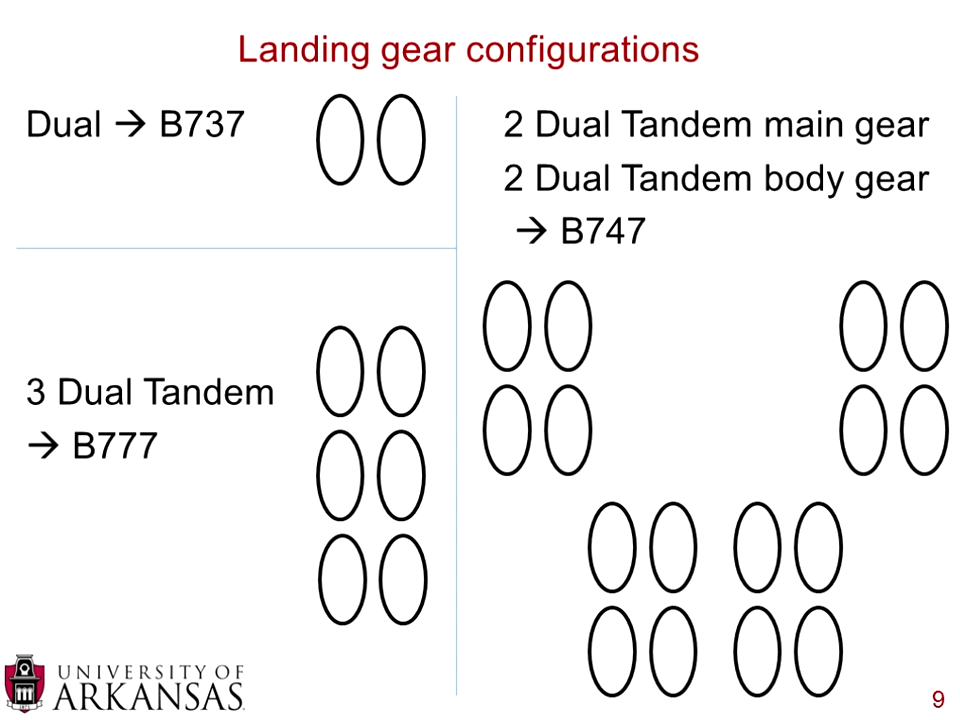 Landing gear configurations
Dual → B737
3 Dual Tandem
→ B777
2 Dual Tandem main gear
2 Dual Tandem body gear
→ B747
UNIVERSITY OF
ARKANSAS
9